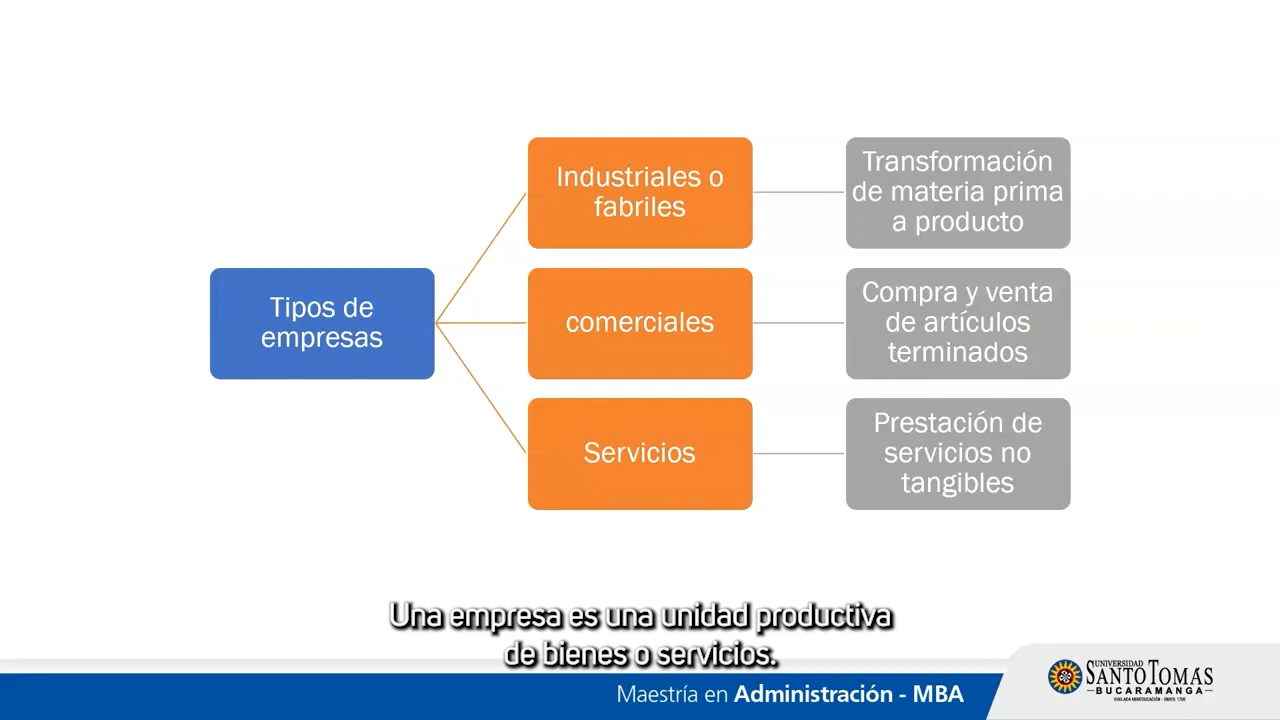 Tipos de
empresas
Industriales o
fabriles
Transformación
de materia prima
a producto
comerciales
Compra y venta
de artículos
terminados
Servicios
Prestación de
servicios no
tangibles
Una empresa es una unidad productiva
de bienes o servicios.
Maestría en Administración - MBA
UNIVERSIDAD
SANTO TOMAS
BUCARAMANGA